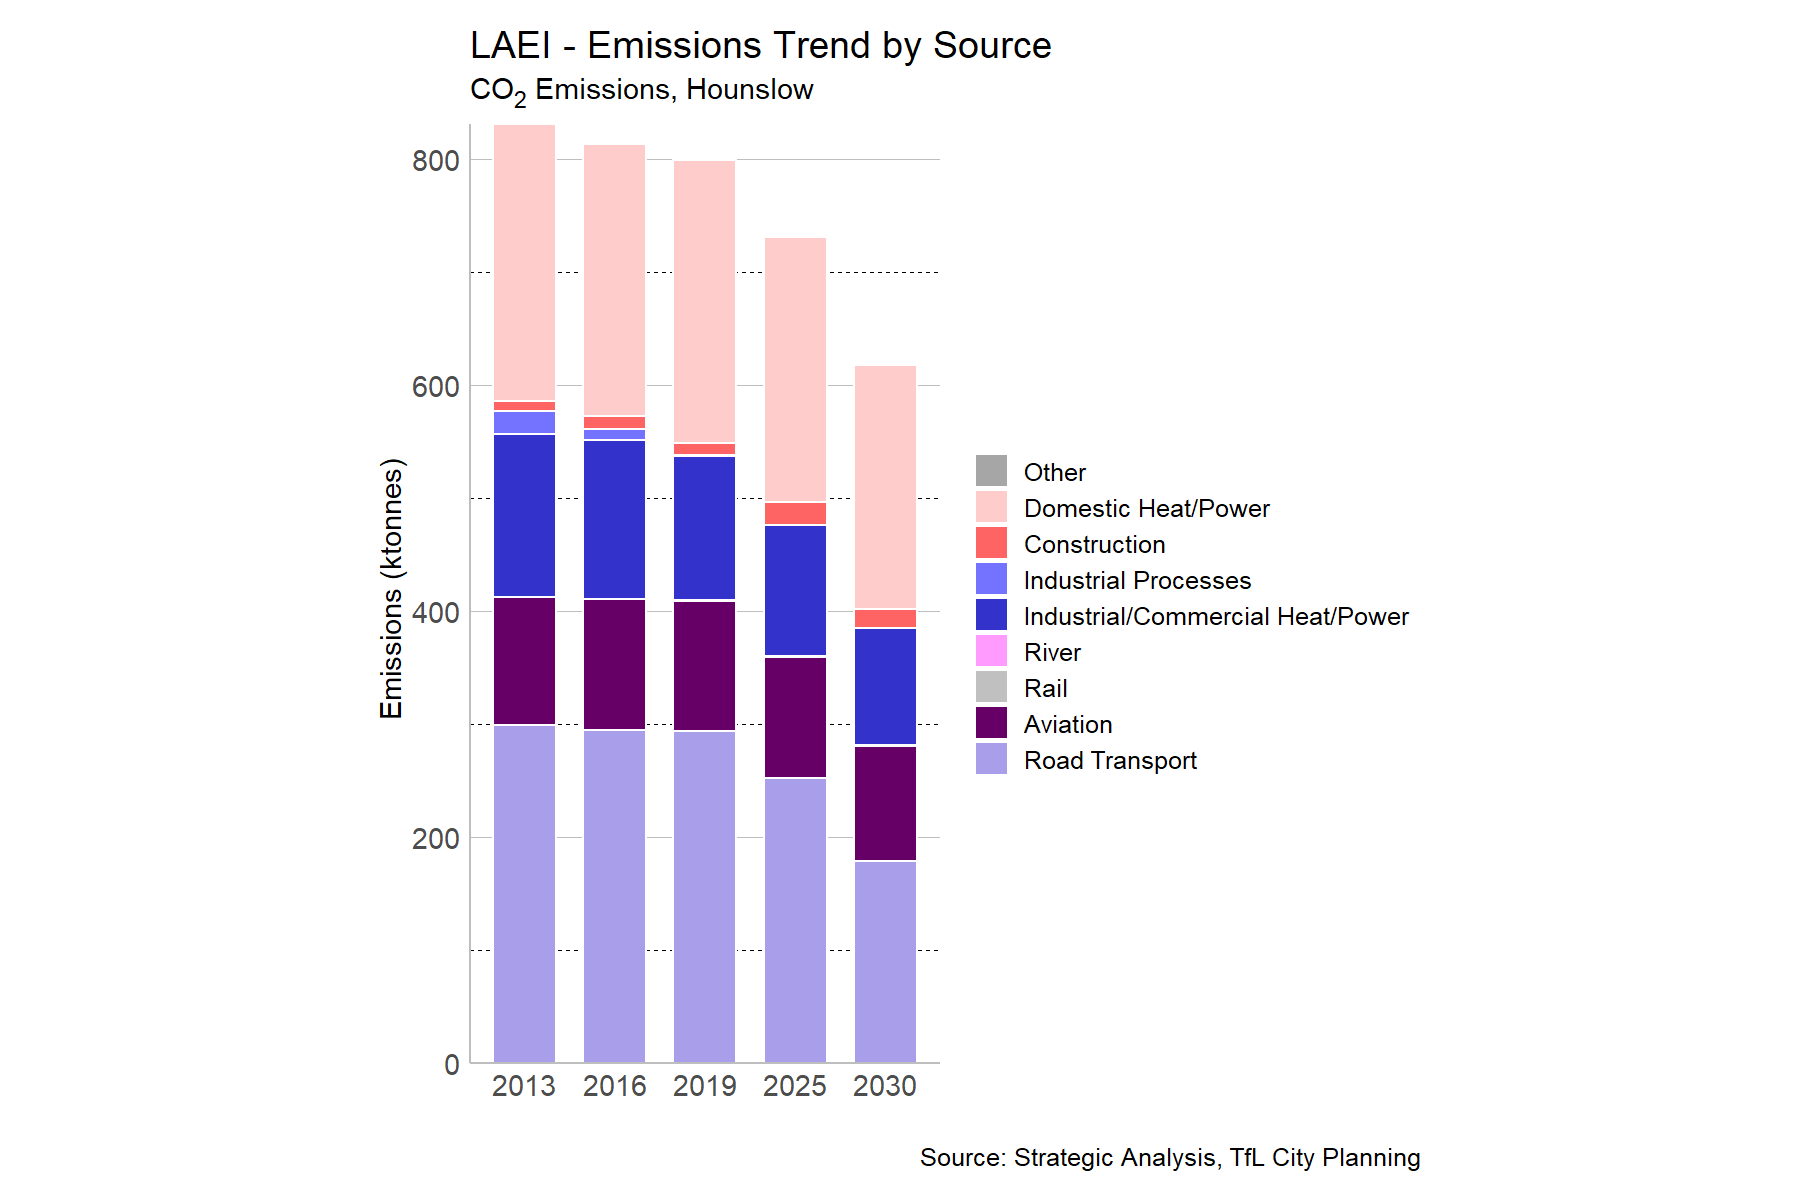 LAEI - Emissions Trend by Source
CO₂ Emissions, Hounslow
Emissions (ktonnes)
800
600
400
200
0
2013 2016 2019 2025 2030
Other
Domestic Heat/Power
Construction
Industrial Processes
Industrial/Commercial Heat/Power
River
Rail
Aviation
Road Transport
Source: Strategic Analysis, TfL City Planning